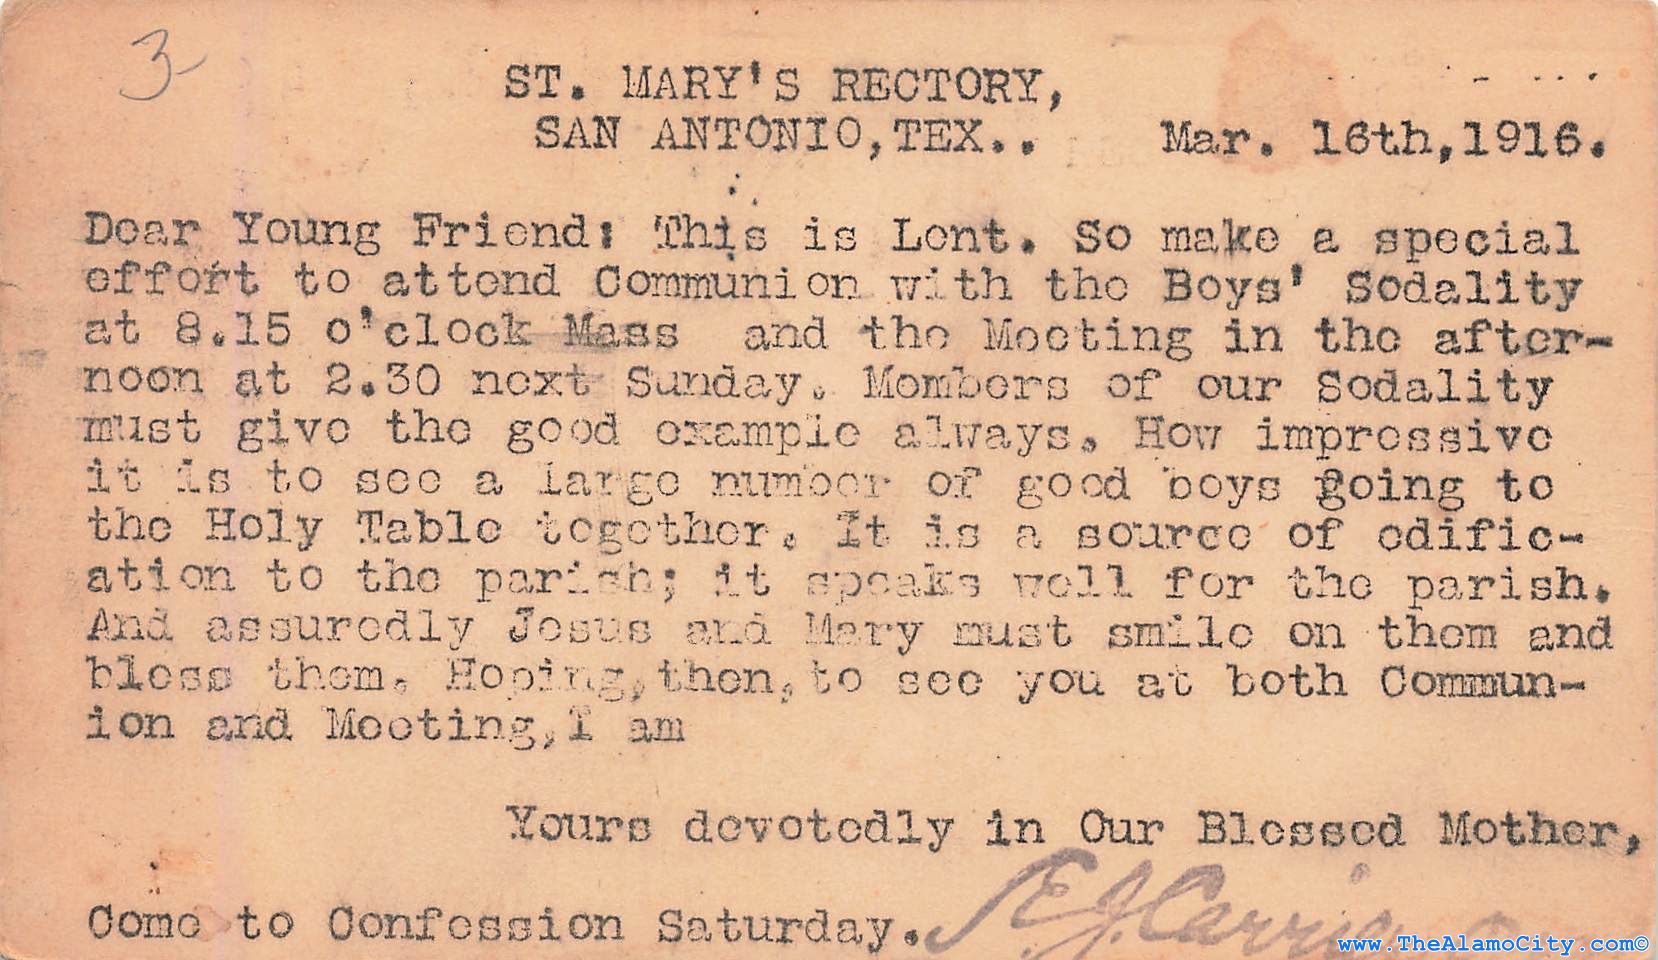 3
ST. MARY'S RECTORY,
SAN ANTONIO,TEX.. Mar. 16th,1916.
Dear Young Friend: This is Lent. So make a special
effort to attend Communion with the Boys' Sodality
at 8.15 o'clock Mass and the Meeting in the after-
noon at 2.30 next Sunday. Members of our Sodality
must give the good example always. How impressive
it is to see a large number of good boys going to
the Holy Table together. It is a source of edific-
ation to the parish; it speaks well for the parish.
And assuredly Jesus and Mary must smile on them and
bless them. Hoping,then,to see you at both Commun-
ion and Meeting,I am
Yours devotedly in Our Blessed Mother,
Come to Confession Saturday.
www.TheAlamoCity.com©